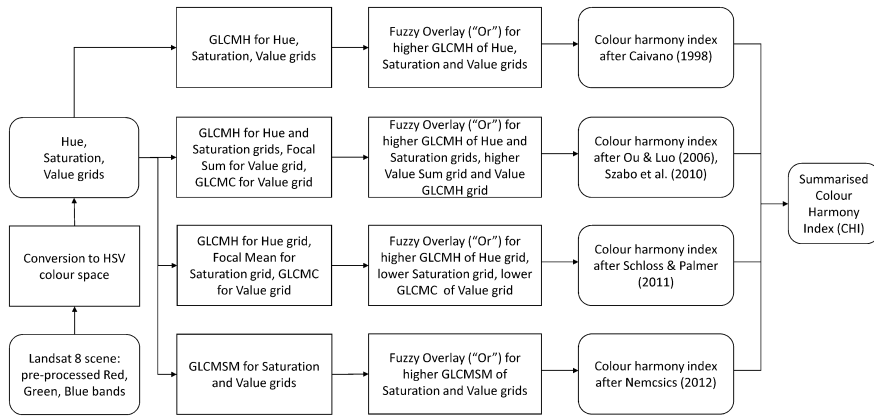 GLCMH for Hue,
Saturation, Value grids
Fuzzy Overlay (“Or”) for
higher GLCMH of Hue,
Saturation and Value grids
Colour harmony index
after Caivano (1998)
Hue,
Saturation,
Value grids
GLCMH for Hue and
Saturation grids, Focal
Sum for Value grid,
GLCMC for Value grid
Fuzzy Overlay (“Or”) for
higher GLCMH of Hue and
Saturation grids, higher
Value Sum grid and Value
GLCMH grid
Colour harmony index
after Ou & Luo (2006),
Szabo et al. (2010)
Summarised
Colour
Harmony
Index (CHI)
Conversion to HSV
colour space
GLCMH for Hue grid,
Focal Mean for
Saturation grid, GLCMC
for Value grid
Fuzzy Overlay (“Or”) for
higher GLCMH of Hue grid,
lower Saturation grid, lower
GLCMC of Value grid
Colour harmony index
after Schloss & Palmer
(2011)
Landsat 8 scene:
pre-processed Red,
Green, Blue bands
GLCMSM for Saturation
and Value grids
Fuzzy Overlay (“Or”) for
higher GLCMSM of
Saturation and Value grids
Colour harmony index
after Nemcsics (2012)